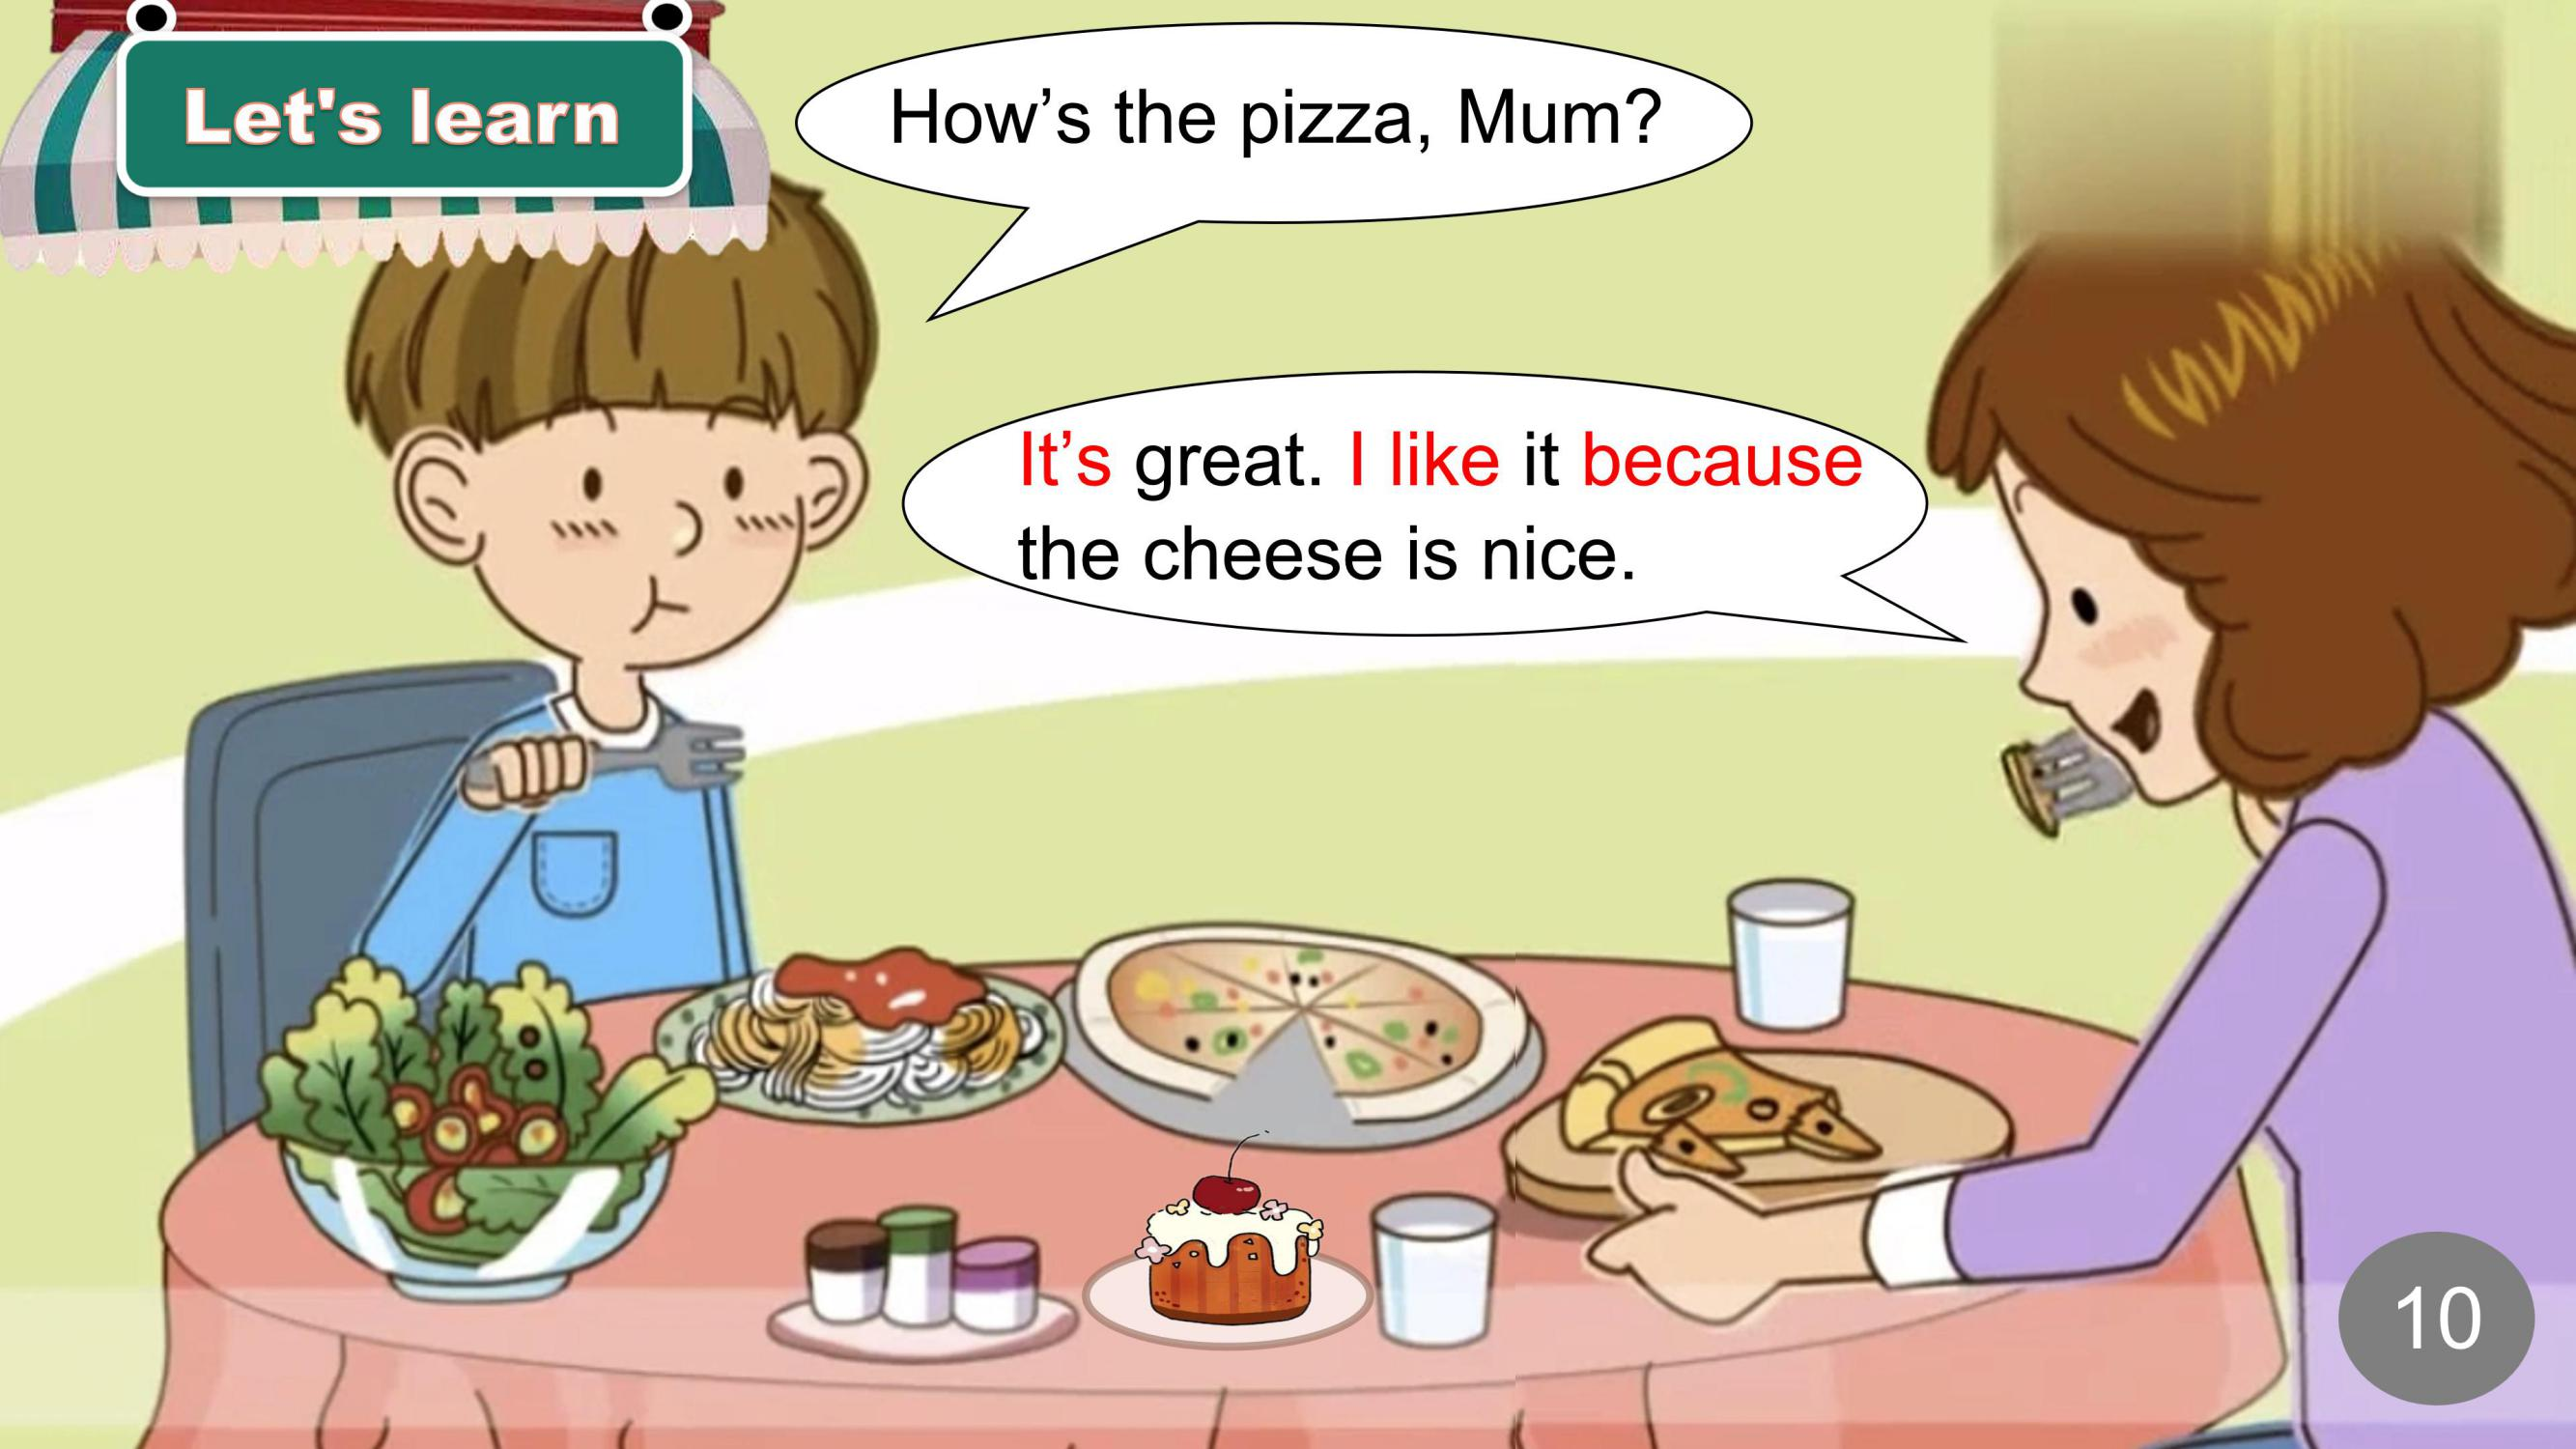 Let's learn
How’s the pizza, Mum?
It’s great. I like it because
the cheese is nice.
10